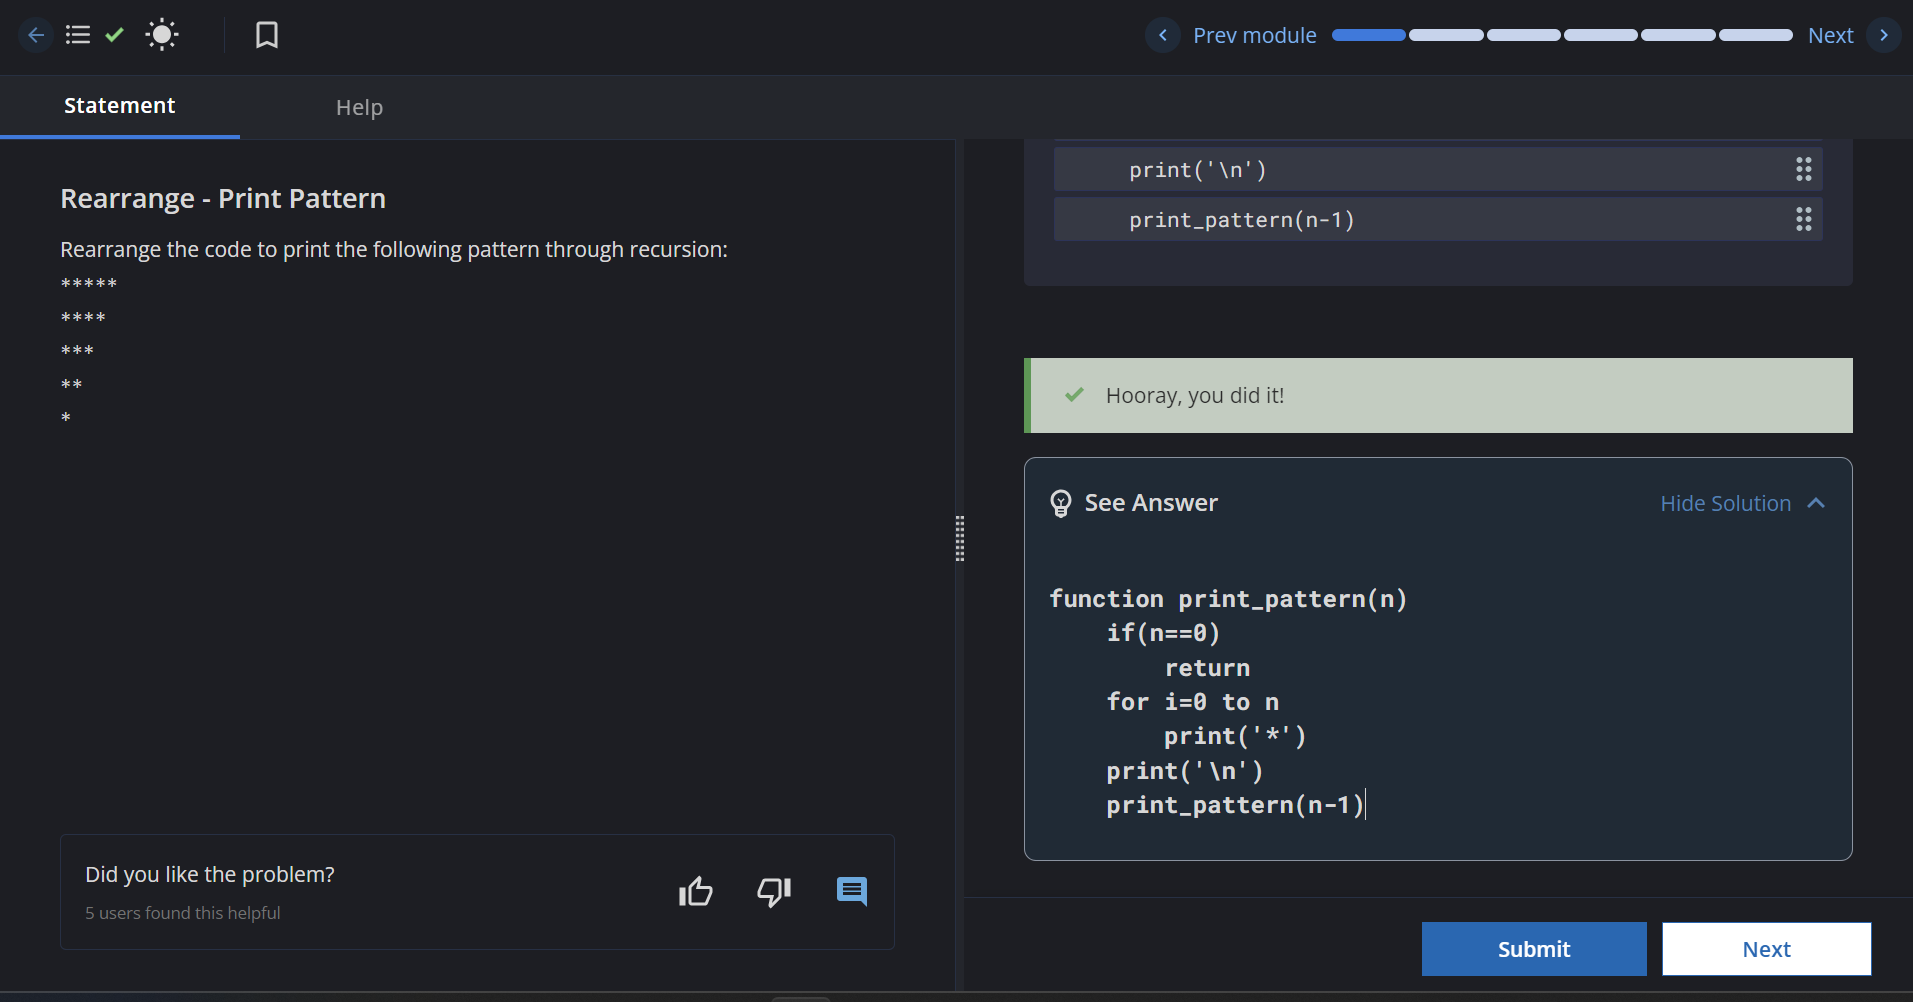 Prev module
Next
Statement
Help
Rearrange - Print Pattern
Rearrange the code to print the following pattern through recursion:
*****
****
***
**
*
Did you like the problem?
5 users found this helpful
print('\n')
print_pattern(n-1)
Hooray, you did it!
See Answer
Hide Solution
function print_pattern(n)
    if(n==0)
        return
    for i=0 to n
        print('*')
    print('\n')
    print_pattern(n-1)
Submit
Next